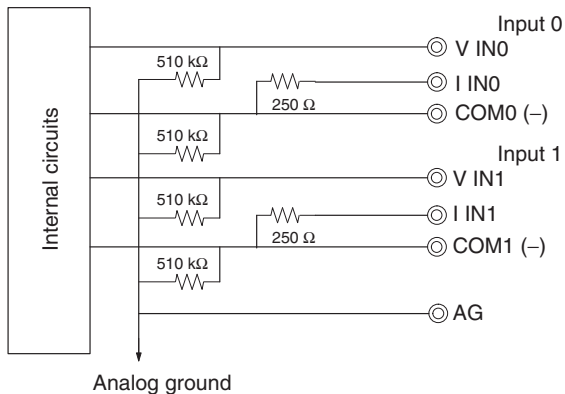 Input 0
V IN0
510 kΩ
I IN0
250 Ω
COM0 (−)
510 kΩ
Input 1
V IN1
510 kΩ
I IN1
250 Ω
COM1 (−)
510 kΩ
AG
Internal circuits
Analog ground